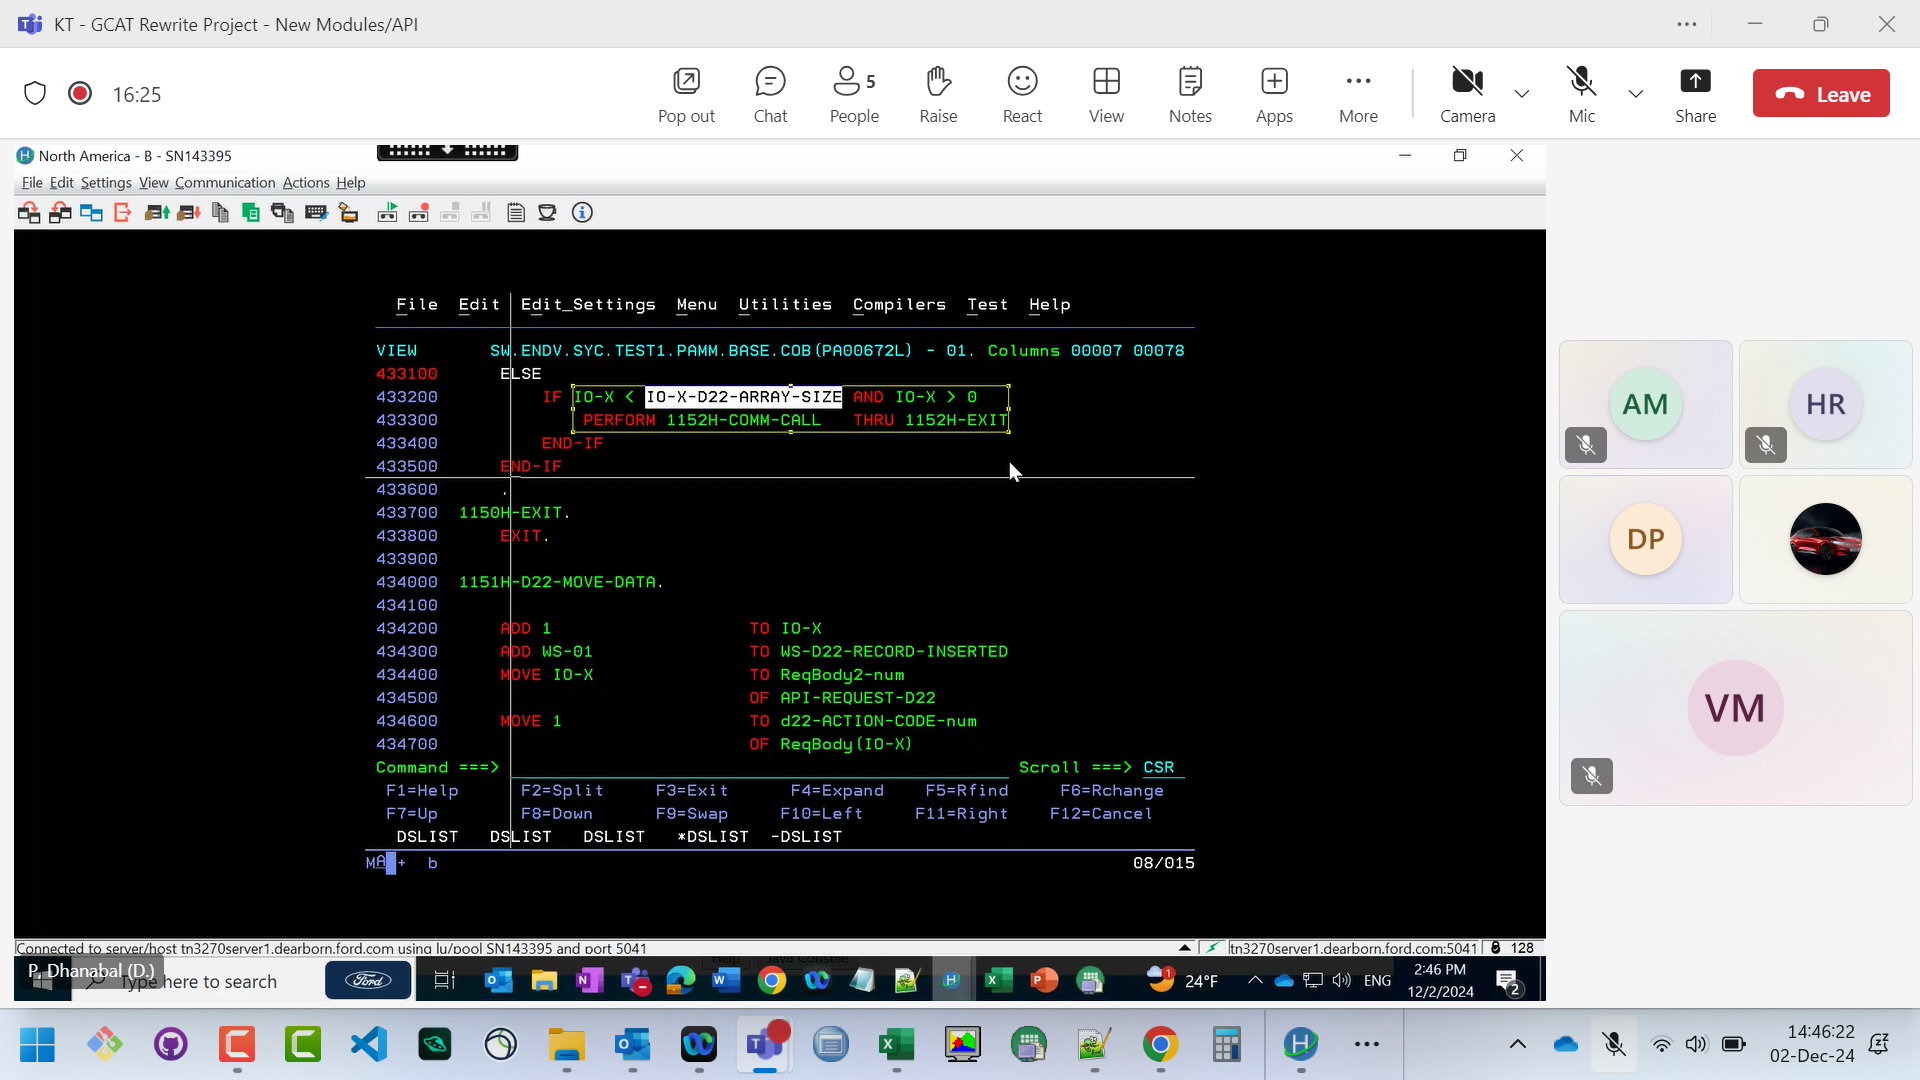 KT - GCAT Rewrite Project - New Modules/API
16:25
Pop out
Chat
5
People
Raise
React
View
Notes
Apps
More
Camera
Mic
Share
Leave
North America - B - SN143395
File Edit Settings View Communication Actions Help
File Edit Edit_Settings Menu Utilities Compilers Test Help
VIEW SW.ENDV.SYC.TEST1.PAMM.BASE.COB(PA00672L) - 01. Columns 00007 00078
433100 ELSE
433200 IF IO-X < IO-X-D22-ARRAY-SIZE AND IO-X > 0
433300 PERFORM 1152H-COMM-CALL THRU 1152H-EXIT
433400 END-IF
433500 END-IF
433600 .
433700 1150H-EXIT.
433800 EXIT.
433900
434000 1151H-D22-MOVE-DATA.
434100
434200 ADD 1 TO IO-X
434300 ADD WS-01 TO WS-D22-RECORD-INSERTED
434400 MOVE IO-X TO ReqBody2-num
434500 OF API-REQUEST-D22
434600 MOVE 1 TO d22-ACTION-CODE-num
434700 OF ReqBody(IO-X)
Command ===> Scroll ===> CSR
F1=Help F2=Split F3=Exit F4=Expand F5=Rfind F6=Rchange
F7=Up F8=Down F9=Swap F10=Left F11=Right F12=Cancel
DSLIST DSLIST DSLIST *DSLIST -DSLIST
MA + b 08/015
Connected to server/host tn3270server1.dearborn.ford.com using lu/pool SN143395 and port 5041
tn3270server1.dearborn.ford.com:5041 128
P, Dhanabal (D.)
Type here to search
Ford
Help Java Console
24°F
ENG
2:46 PM
12/2/2024
2
AM
HR
DP
VM
14:46:22
02-Dec-24